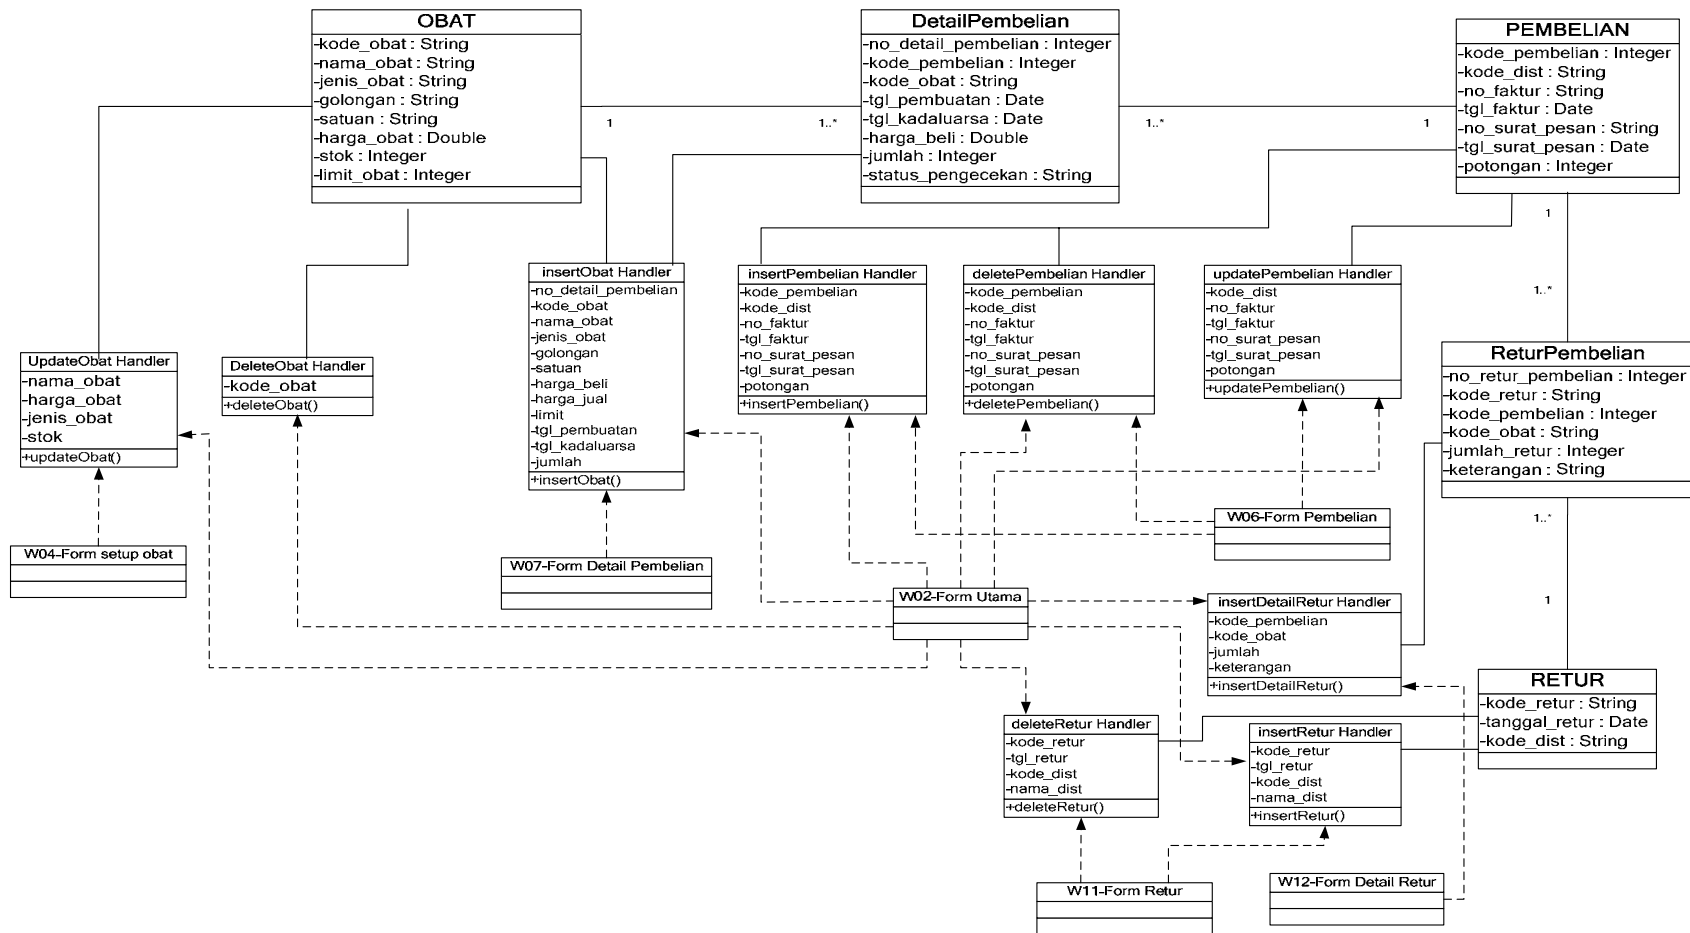 OBAT
-kode_obat : String
-nama_obat : String
-jenis_obat : String
-golongan : String
-satuan : String
-harga_obat : Double
-stok : Integer
-limit_obat : Integer
DetailPembelian
-no_detail_pembelian : Integer
-kode_pembelian : Integer
-kode_obat : String
-tgl_pembuatan : Date
-tgl_kadaluarsa : Date
-harga_beli : Double
-jumlah : Integer
-status_pengecekan : String
PEMBELIAN
-kode_pembelian : Integer
-kode_dist : String
-no_faktur : String
-tgl_faktur : Date
-no_surat_pesan : String
-tgl_surat_pesan : Date
-potongan : Integer
1
1..*
1..*
1
1
1..*
UpdateObat Handler
-nama_obat
-harga_obat
-jenis_obat
-stok
+updateObat()
DeleteObat Handler
-kode_obat
+deleteObat()
insertObat Handler
-no_detail_pembelian
-kode_obat
-nama_obat
-jenis_obat
-golongan
-satuan
-harga_beli
-harga_jual
-limit
-tgl_pembuatan
-tgl_kadaluarsa
-jumlah
+insertObat()
insertPembelian Handler
-kode_pembelian
-kode_dist
-no_faktur
-tgl_faktur
-no_surat_pesan
-tgl_surat_pesan
-potongan
+insertPembelian()
deletePembelian Handler
-kode_pembelian
-kode_dist
-no_faktur
-tgl_faktur
-no_surat_pesan
-tgl_surat_pesan
-potongan
+deletePembelian()
updatePembelian Handler
-kode_dist
-no_faktur
-tgl_faktur
-no_surat_pesan
-tgl_surat_pesan
-potongan
+updatePembelian()
ReturPembelian
-no_retur_pembelian : Integer
-kode_retur : String
-kode_pembelian : Integer
-kode_obat : String
-jumlah_retur : Integer
-keterangan : String
1..*
1
W04-Form setup obat
W07-Form Detail Pembelian
W06-Form Pembelian
W02-Form Utama
insertDetailRetur Handler
-kode_pembelian
-kode_obat
-jumlah
-keterangan
+insertDetailRetur()
RETUR
-kode_retur : String
-tanggal_retur : Date
-kode_dist : String
deleteRetur Handler
-kode_retur
-tgl_retur
-kode_dist
-nama_dist
+deleteRetur()
insertRetur Handler
-kode_retur
-tgl_retur
-kode_dist
-nama_dist
+insertRetur()
W11-Form Retur
W12-Form Detail Retur